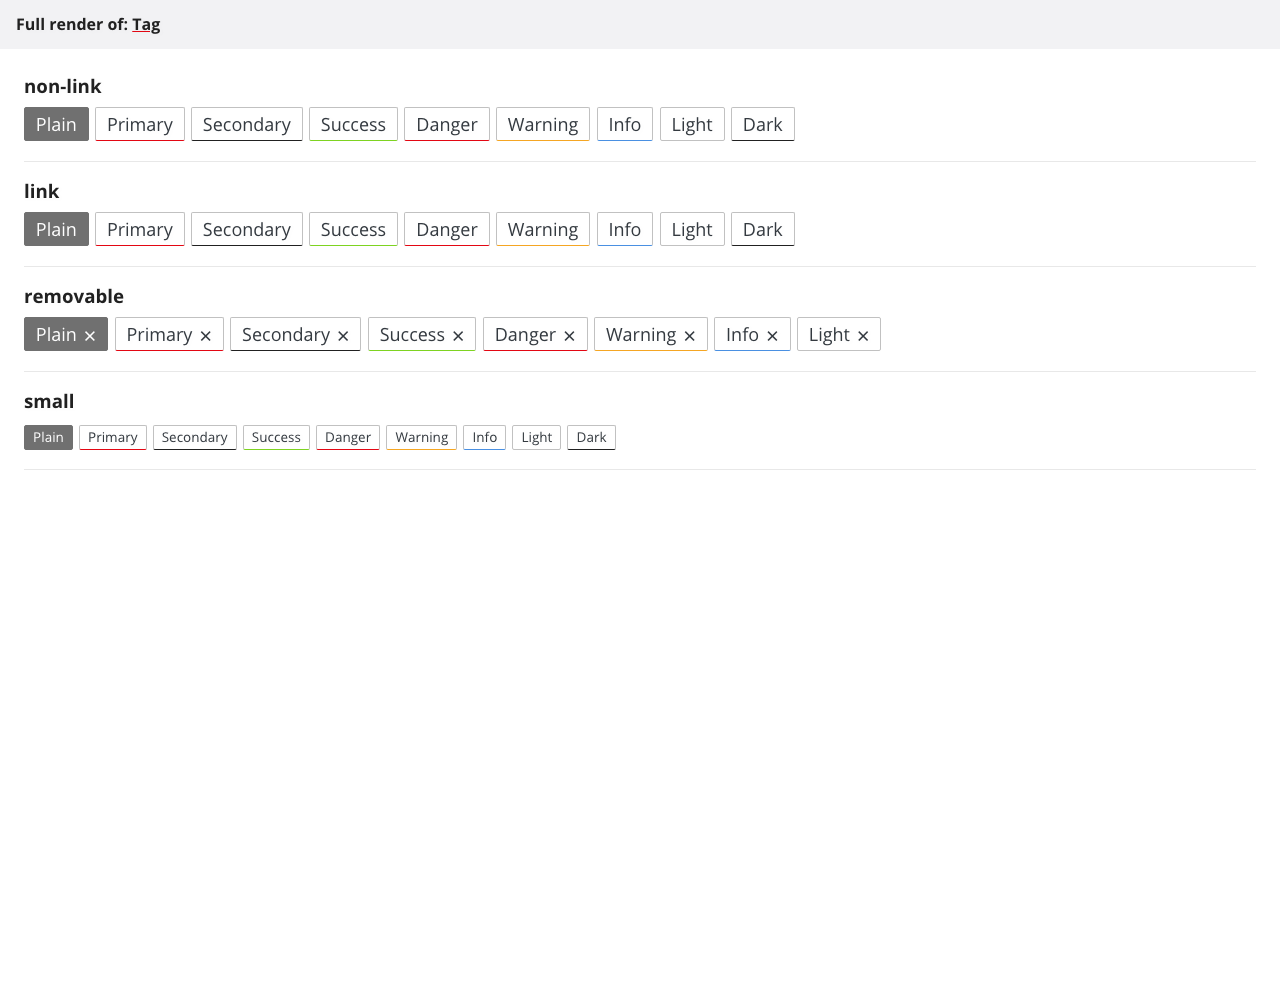 Full render of: Tag
non-link
Plain Primary Secondary Success Danger Warning Info Light Dark
link
Plain Primary Secondary Success Danger Warning Info Light Dark
removable
Plain × Primary × Secondary × Success × Danger × Warning × Info × Light ×
small
Plain Primary Secondary Success Danger Warning Info Light Dark